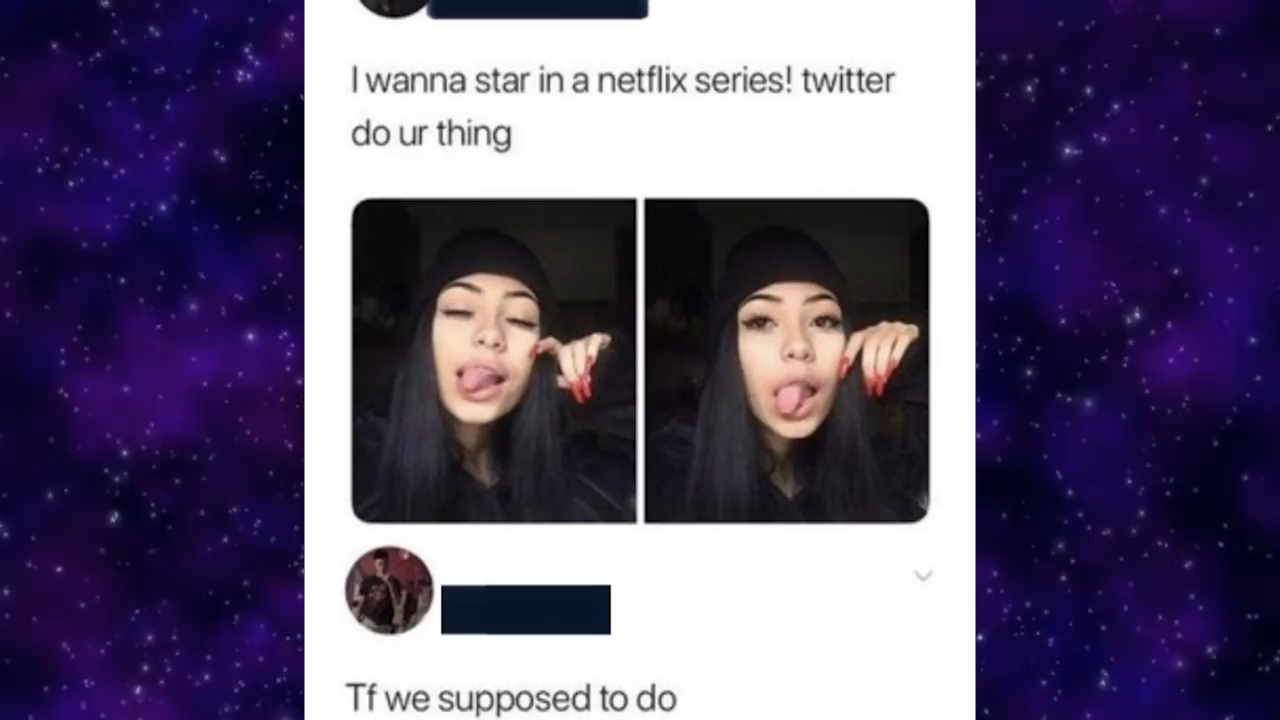 I wanna star in a netflix series! twitter
do ur thing
Tf we supposed to do